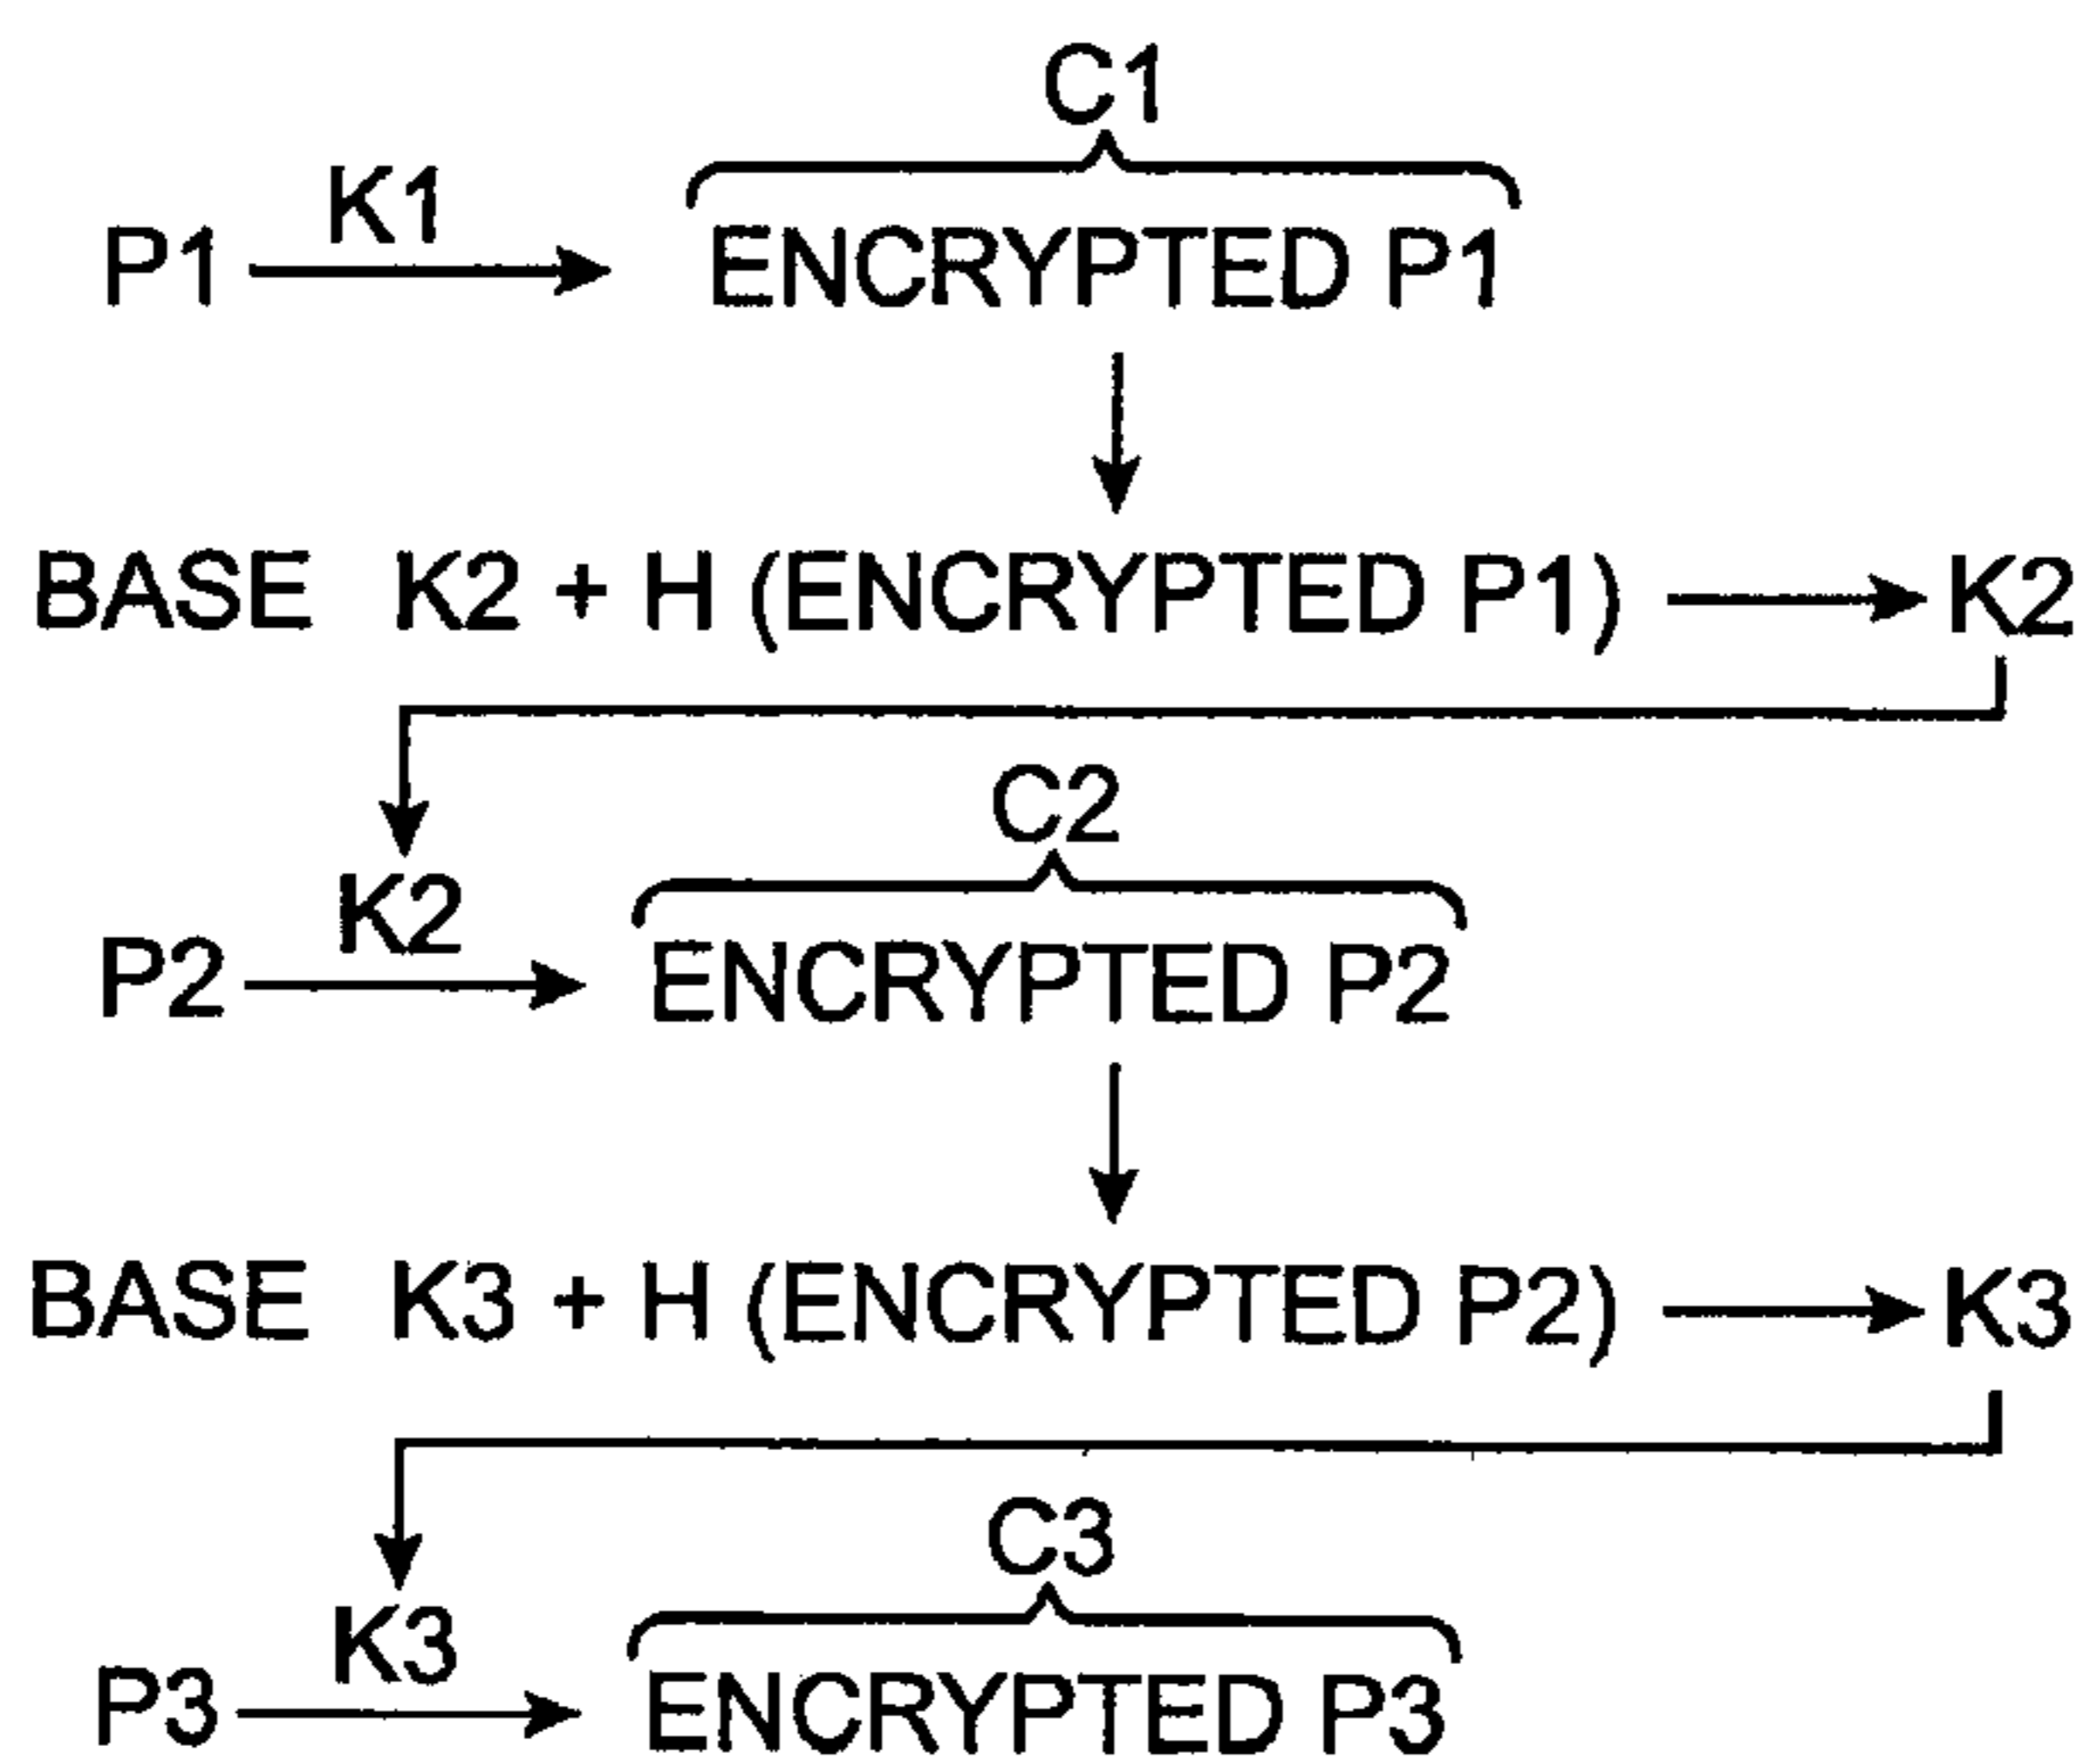 C1
K1
P1 ENCRYPTED P1
BASE K2 + H (ENCRYPTED P1) K2
C2
K2
P2 ENCRYPTED P2
BASE K3 + H (ENCRYPTED P2) K3
C3
K3
P3 ENCRYPTED P3